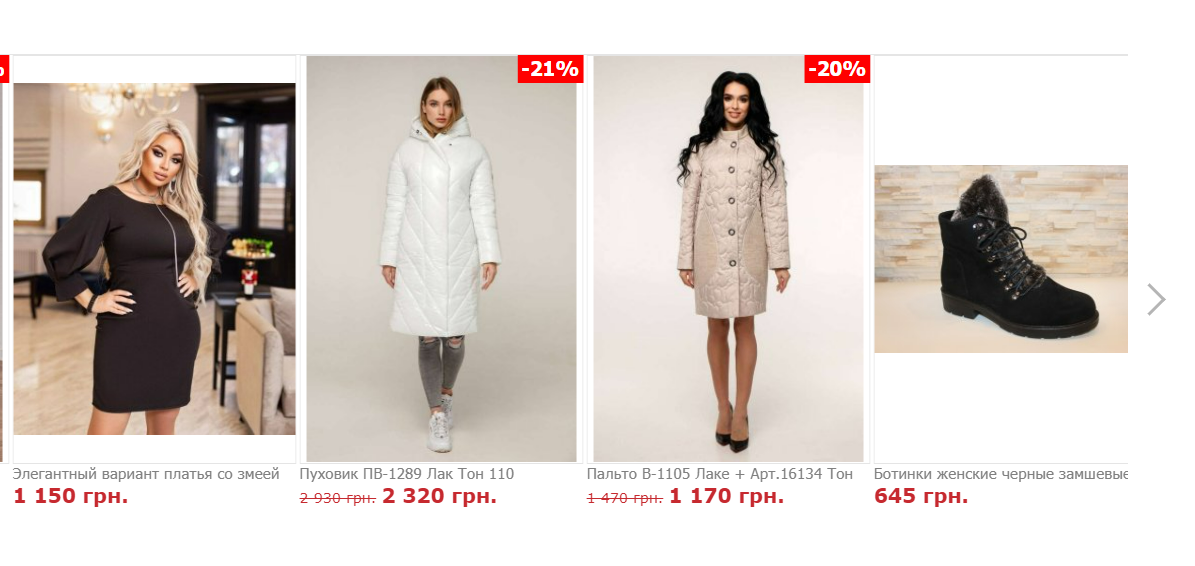 %
-21%
-20%
Элегантный вариант платья со змеей
1 150 грн.
Пуховик ПВ-1289 Лак Тон 110
2 930 грн. 2 320 грн.
Пальто В-1105 Лаке + Арт.16134 Тон
1 470 грн. 1 170 грн.
Ботинки женские черные замшевые
645 грн.